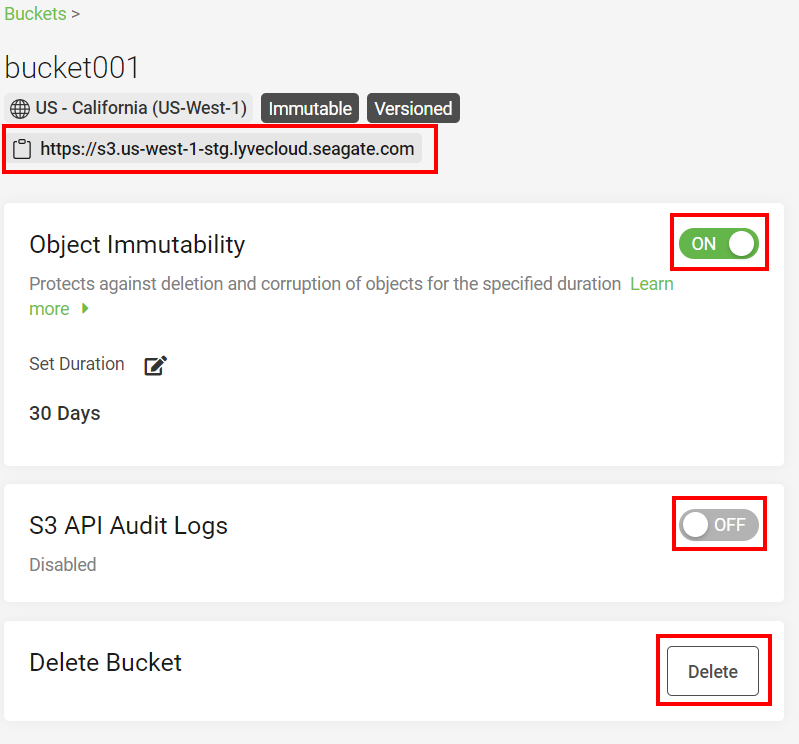 Buckets >
bucket001
US - California (US-West-1) Immutable Versioned
https://s3.us-west-1-stg.lyvecloud.seagate.com
Object Immutability ON
Protects against deletion and corruption of objects for the specified duration Learn
more
Set Duration
30 Days
S3 API Audit Logs OFF
Disabled
Delete Bucket Delete